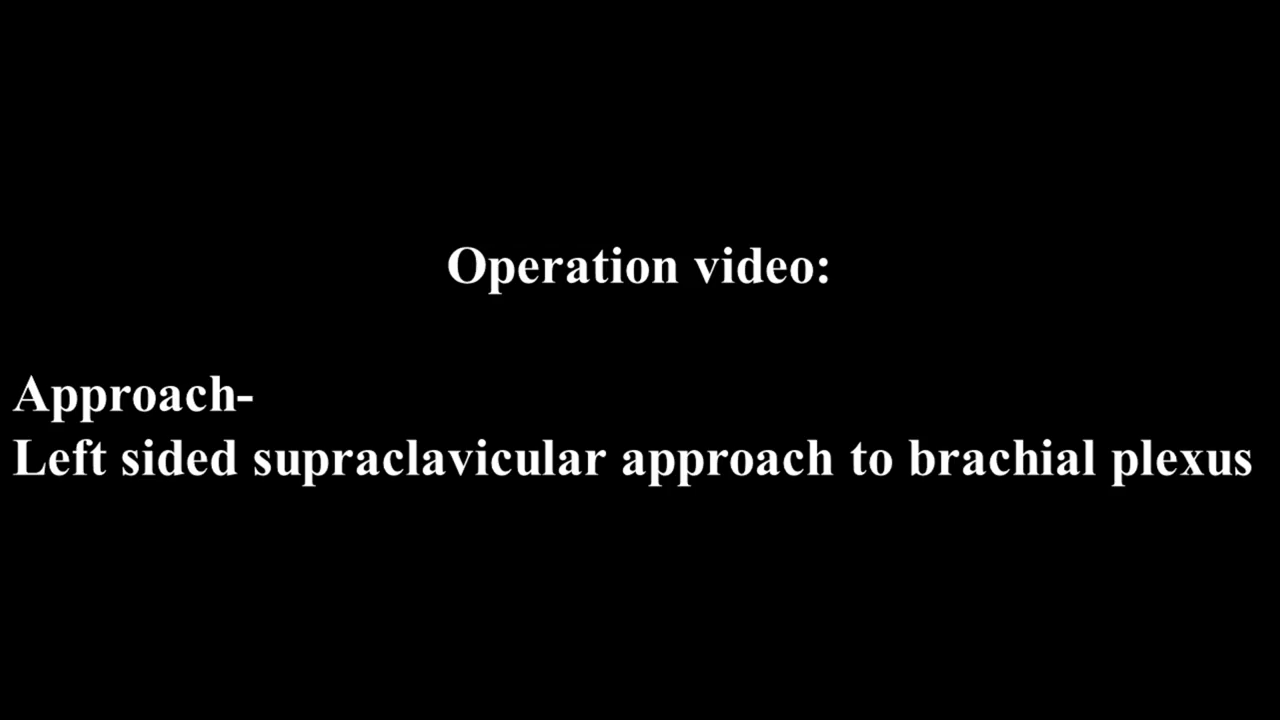 Operation video:
Approach-
Left sided supraclavicular approach to brachial plexus